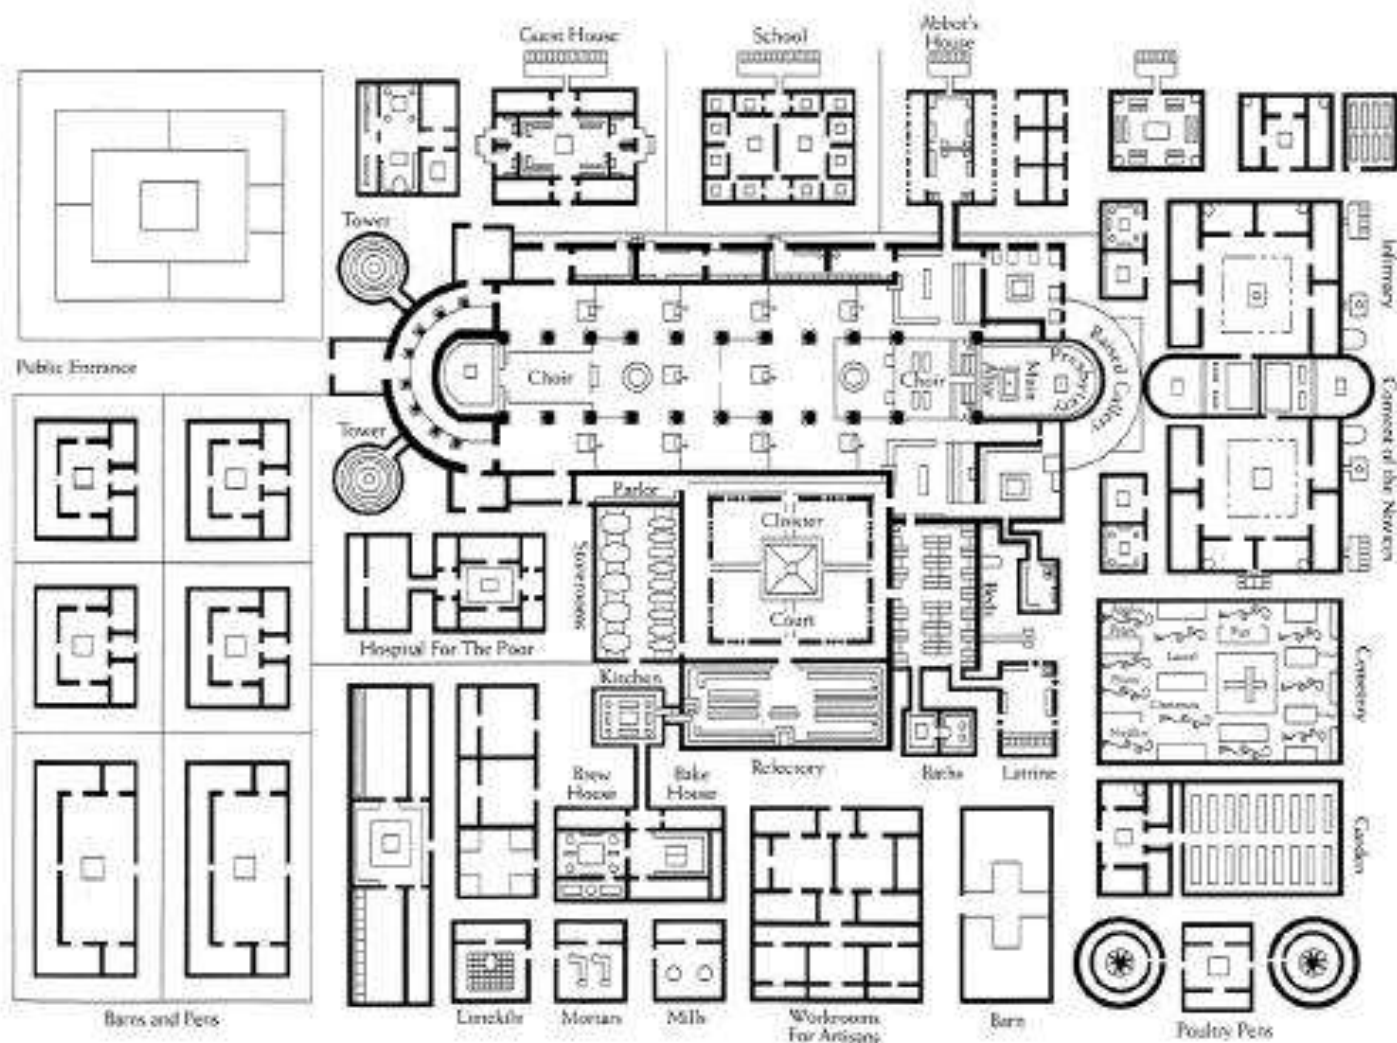 Guest House
School
Abbot's
House
Tower
Infirmary
Public Entrance
Choir
Choir
Main
Altar
Presbytery
Raised Gallery
Convent of the Novices
Tower
Parlor
Cloister
Court
Storerooms
Beds
Hospital For The Poor
Kitchen
Cemetery
Refectory
Baths
Latrine
Brew
House
Bake
House
Garden
Barns and Pens
Limekiln
Mortars
Mills
Workrooms
For Artisans
Barn
Poultry Pens